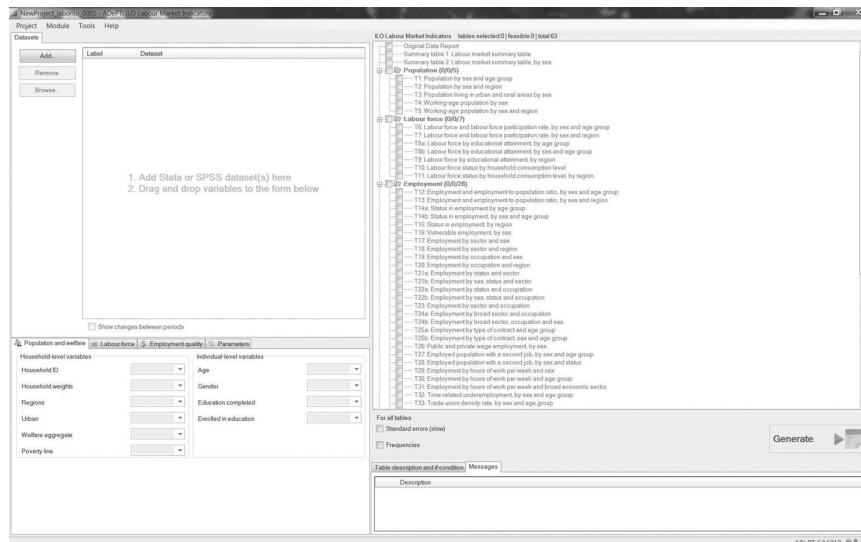 NewProject_laborilo_0001 - ADePT: ILO Labour Market Indicators
Project Module Tools Help
Datasets
Add...
Remove
Browse...
Label Dataset
1. Add Stata or SPSS dataset(s) here
2. Drag and drop variables to the form below
Show changes between periods
Population and welfare Labour force Employment quality Parameters
Household-level variables
Household ID
Household weights
Regions
Urban
Welfare aggregate
Poverty line
Individual-level variables
Age
Gender
Education completed
Enrolled in education
ILO Labour Market Indicators tables selected:0 | feasible:0 | total:63
Original Data Report
Summary table 1: Labour market summary table
Summary table 2: Labour market summary table, by sex
Population (0/0/5)
T1: Population by sex and age group
T2: Population by sex and region
T3: Population living in urban and rural areas by sex
T4: Working-age population by sex
T5: Working-age population by sex and region
Labour force (0/0/7)
T6: Labour force and labour force participation rate, by sex and age group
T7: Labour force and labour force participation rate, by sex and region
T8a: Labour force by educational attainment, by age group
T8b: Labour force by educational attainment, by sex and age group
T9: Labour force by educational attainment, by region
T10: Labour force status by household consumption level
T11: Labour force status by household consumption level, by region
Employment (0/0/28)
T12: Employment and employment-to-population ratio, by sex and age group
T13: Employment and employment-to-population ratio, by sex and region
T14a: Status in employment by age group
T14b: Status in employment, by sex and age group
T15: Status in employment, by region
T16: Vulnerable employment, by sex
T17: Employment by sector and sex
T18: Employment by sector and region
T19: Employment by occupation and sex
T20: Employment by occupation and region
T21a: Employment by status and sector
T21b: Employment by sex, status and sector
T22a: Employment by status and occupation
T22b: Employment by sex, status and occupation
T23: Employment by sector and occupation
T24a: Employment by broad sector and occupation
T24b: Employment by broad sector, occupation and sex
T25a: Employment by type of contract and age group
T25b: Employment by type of contract, sex and age group
T26: Public and private wage employment, by sex
T27: Employed population with a second job, by sex and age group
T28: Employed population with a second job, by sex and status
T29: Employment by hours of work per week and sex
T30: Employment by hours of work per week and age group
T31: Employment by hours of work per week and broad economic sector
T32: Time-related underemployment, by sex and age group
T33: Trade union density rate, by sex and age group
For all tables
Standard errors (slow)
Frequencies
Generate
Table description and if-condition Messages
Description